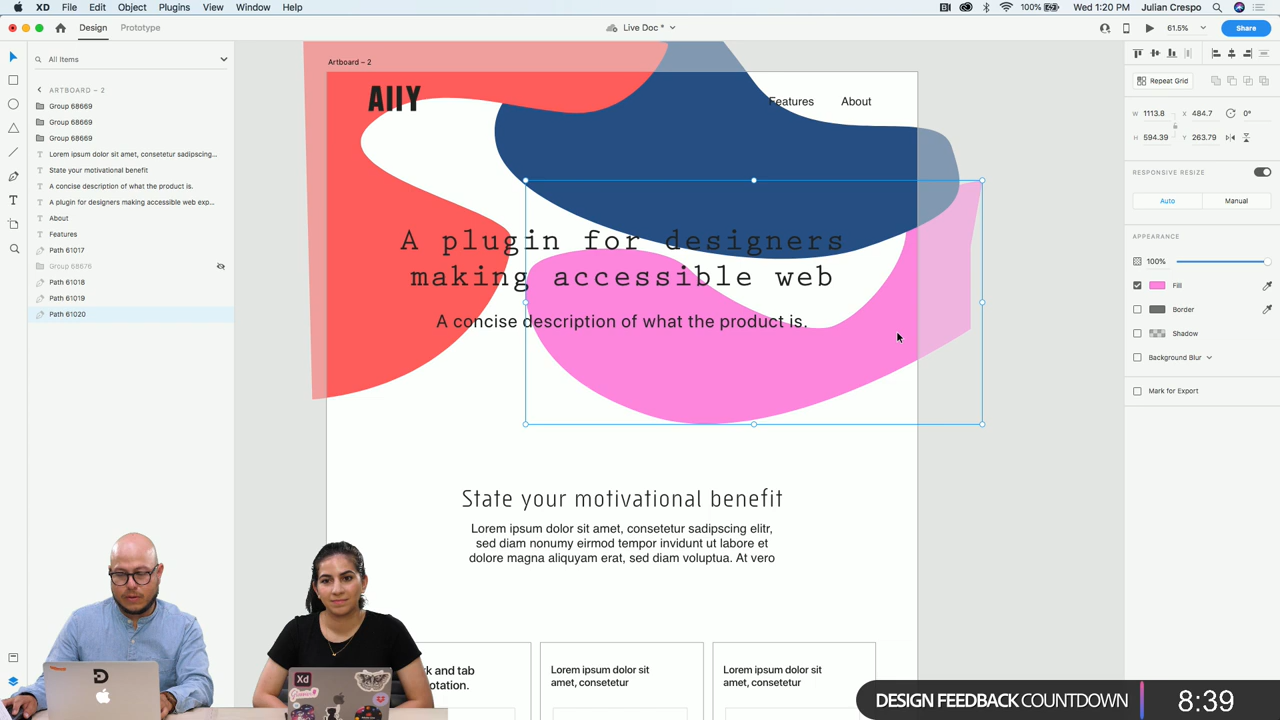 XD File Edit Object Plugins View Window Help
100% Wed 1:20 PM Julian Crespo
Design Prototype
Live Doc *
61.5% Share
All Items
ARTBOARD – 2
Group 68669
Group 68669
Group 68669
Lorem ipsum dolor sit amet, consetetur sadipscing...
State your motivational benefit
A concise description of what the product is.
A plugin for designers making accessible web exp...
About
Features
Path 61017
Group 68676
Path 61018
Path 61019
Path 61020
Artboard – 2
AllY
Features About
A plugin for designers
making accessible web
A concise description of what the product is.
State your motivational benefit
Lorem ipsum dolor sit amet, consetetur sadipscing elitr,
sed diam nonumy eirmod tempor invidunt ut labore et
dolore magna aliquyam erat, sed diam voluptua. At vero
and tab
otation.
Lorem ipsum dolor sit
amet, consetetur
Lorem ipsum dolor sit
amet, consetetur
Repeat Grid
W 1113.8 X 484.7 0°
H 594.39 Y 263.79
RESPONSIVE RESIZE
Auto Manual
APPEARANCE
100%
Fill
Border
Shadow
Background Blur
Mark for Export
Xd
DESIGN FEEDBACK COUNTDOWN 8:39